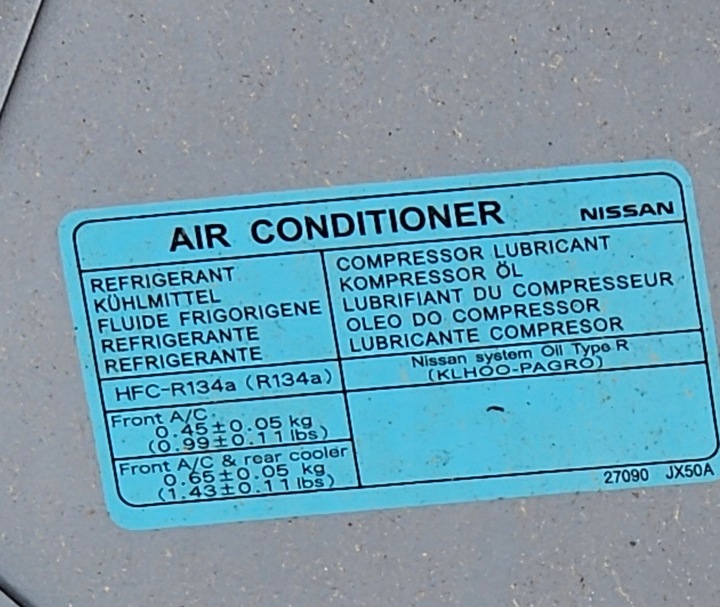 AIR CONDITIONER NISSAN
REFRIGERANT
KÜHLMITTEL
FLUIDE FRIGORIGENE
REFRIGERANTE
REFRIGERANTE
COMPRESSOR LUBRICANT
KOMPRESSOR ÖL
LUBRIFIANT DU COMPRESSEUR
OLEO DO COMPRESSOR
LUBRICANTE COMPRESOR
HFC-R134a (R134a)
Nissan system Oil Type R
(KLHOO-PAGRO)
Front A/C
0.45±0.05 kg
(0.99±0.11 lbs)
Front A/C & rear cooler
0.65±0.05 kg
(1.43±0.11 lbs)
27090 JX50A